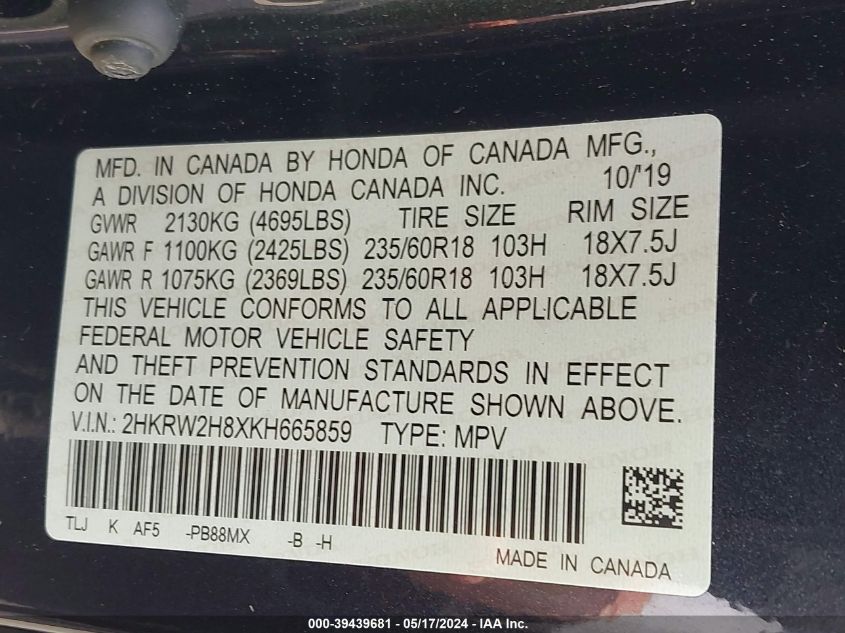 MFD. IN CANADA BY HONDA OF CANADA MFG.,
A DIVISION OF HONDA CANADA INC. 10/'19
GVWR 2130KG (4695LBS) TIRE SIZE RIM SIZE
GAWR F 1100KG (2425LBS) 235/60R18 103H 18X7.5J
GAWR R 1075KG (2369LBS) 235/60R18 103H 18X7.5J
THIS VEHICLE CONFORMS TO ALL APPLICABLE
FEDERAL MOTOR VEHICLE SAFETY
AND THEFT PREVENTION STANDARDS IN EFFECT
ON THE DATE OF MANUFACTURE SHOWN ABOVE.
V.I.N.: 2HKRW2H8XKH665859 TYPE: MPV
TLJ K AF5 -PB88MX -B -H
MADE IN CANADA
000-39439681 - 05/17/2024 - IAA Inc.